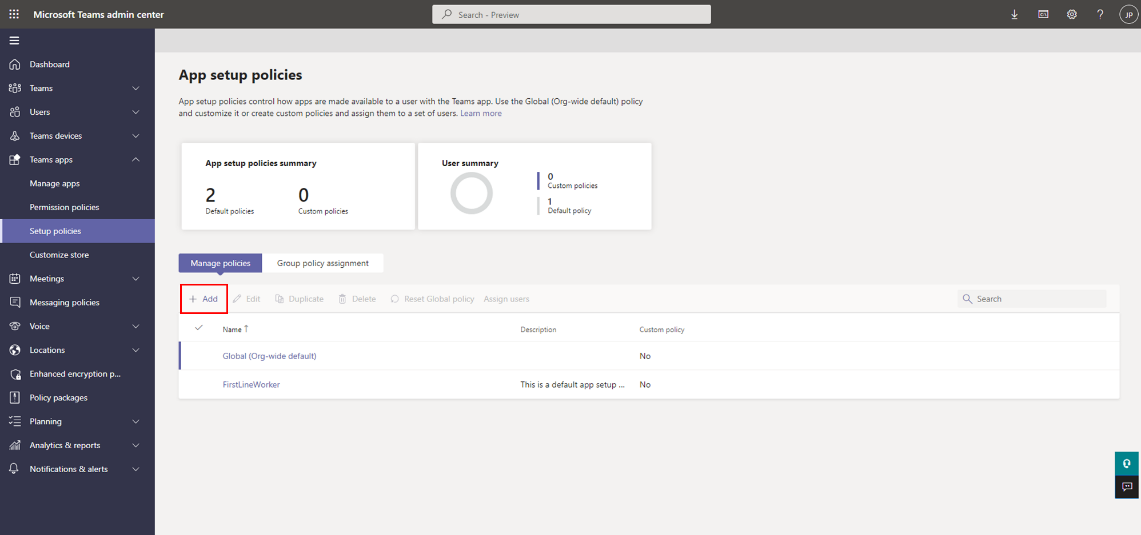 Microsoft Teams admin center
Search - Preview
JP
Dashboard
Teams
Users
Teams devices
Teams apps
Manage apps
Permission policies
Setup policies
Customize store
Meetings
Messaging policies
Voice
Locations
Enhanced encryption p...
Policy packages
Planning
Analytics & reports
Notifications & alerts
App setup policies
App setup policies control how apps are made available to a user with the Teams app. Use the Global (Org-wide default) policy
and customize it or create custom policies and assign them to a set of users. Learn more
App setup policies summary
2
Default policies
0
Custom policies
User summary
0
Custom policies
1
Default policy
Manage policies
Group policy assignment
+ Add
Edit
Duplicate
Delete
Reset Global policy
Assign users
Search
Name ↑
Description
Custom policy
Global (Org-wide default)
No
FirstLineWorker
This is a default app setup ...
No